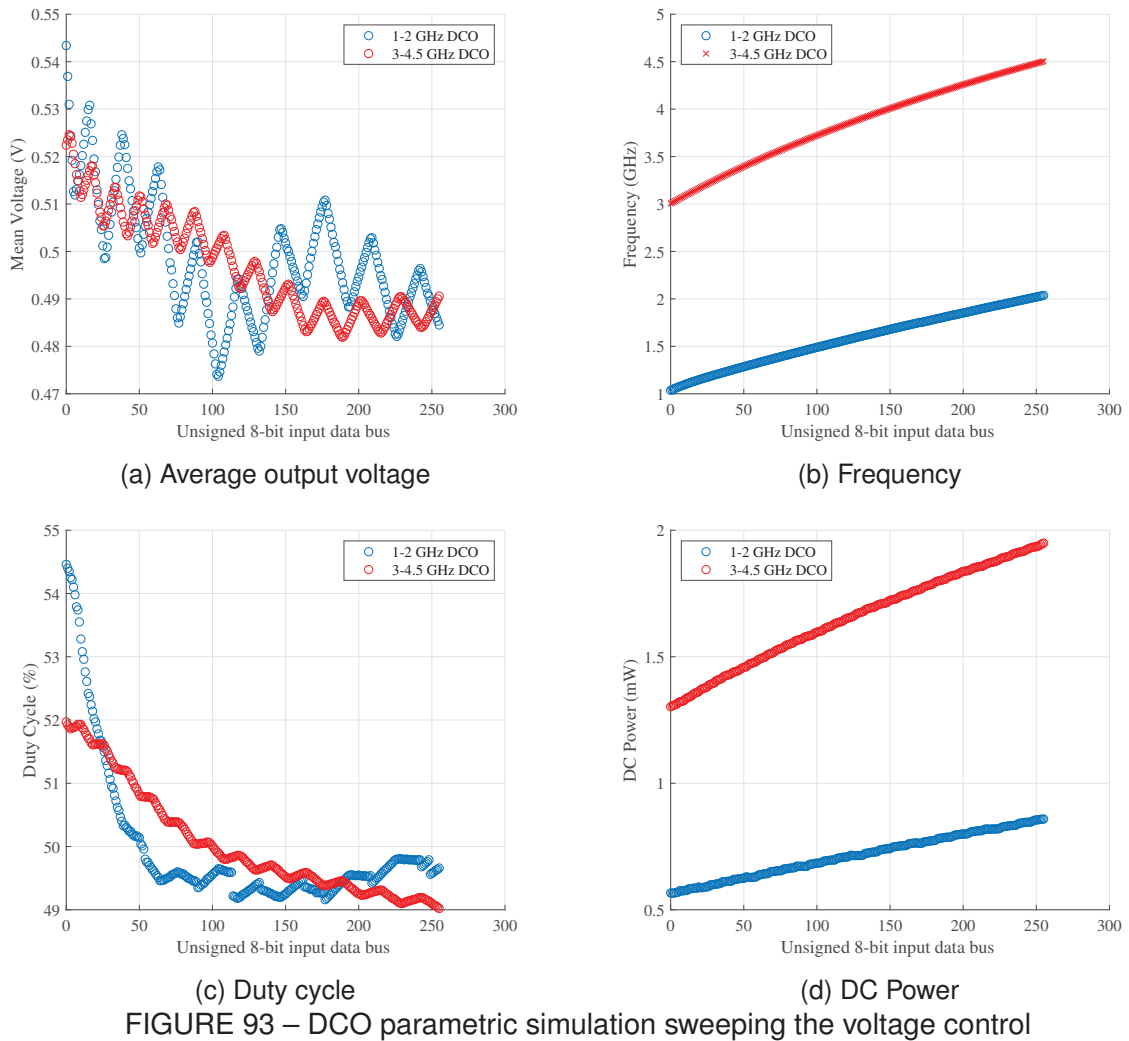 0.55
0.54
0.53
0.52
0.51
0.5
0.49
0.48
0.47
0
50
100
150
200
250
300
Mean Voltage (V)
Unsigned 8-bit input data bus
1-2 GHz DCO
3-4.5 GHz DCO
(a) Average output voltage
5
4.5
4
3.5
3
2.5
2
1.5
1
0
50
100
150
200
250
300
Frequency (GHz)
Unsigned 8-bit input data bus
1-2 GHz DCO
3-4.5 GHz DCO
(b) Frequency
55
54
53
52
51
50
49
0
50
100
150
200
250
300
Duty Cycle (%)
Unsigned 8-bit input data bus
1-2 GHz DCO
3-4.5 GHz DCO
(c) Duty cycle
2
1.5
1
0.5
0
50
100
150
200
250
300
DC Power (mW)
Unsigned 8-bit input data bus
1-2 GHz DCO
3-4.5 GHz DCO
(d) DC Power
FIGURE 93 – DCO parametric simulation sweeping the voltage control